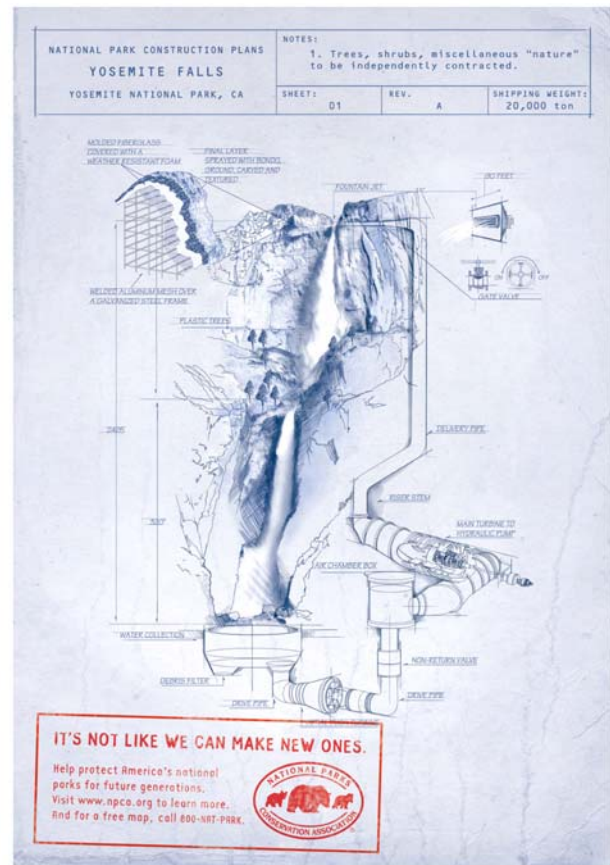 NATIONAL PARK CONSTRUCTION PLANS
YOSEMITE FALLS
YOSEMITE NATIONAL PARK, CA
NOTES:
1. Trees, shrubs, miscellaneous "nature"
to be independently contracted.
SHEET:
01
REV.
A
SHIPPING WEIGHT:
20,000 ton
MOLDED FIBERGLASS
COVERED WITH A
WEATHER RESISTANT FOAM
FINAL LAYER
SPRAYED WITH BONDO,
GROUND, CARVED AND
TEXTURED
FOUNTAIN JET
80 FEET
ON
OFF
GATE VALVE
WELDED ALUMINUM MESH OVER
A GALVANIZED STEEL FRAME
PLASTIC TREES
DELIVERY PIPE
RISER STEM
MAIN TURBINE TO
HYDRAULIC PUMP
AIR CHAMBER BOX
WATER COLLECTION
NON-RETURN VALVE
DEBRIS FILTER
DRIVE PIPE
DRIVE PIPE
IT'S NOT LIKE WE CAN MAKE NEW ONES.
Help protect America's national
parks for future generations.
Visit www.npca.org to learn more.
And for a free map, call 800-NAT-PARK.
NATIONAL PARKS
CONSERVATION ASSOCIATION